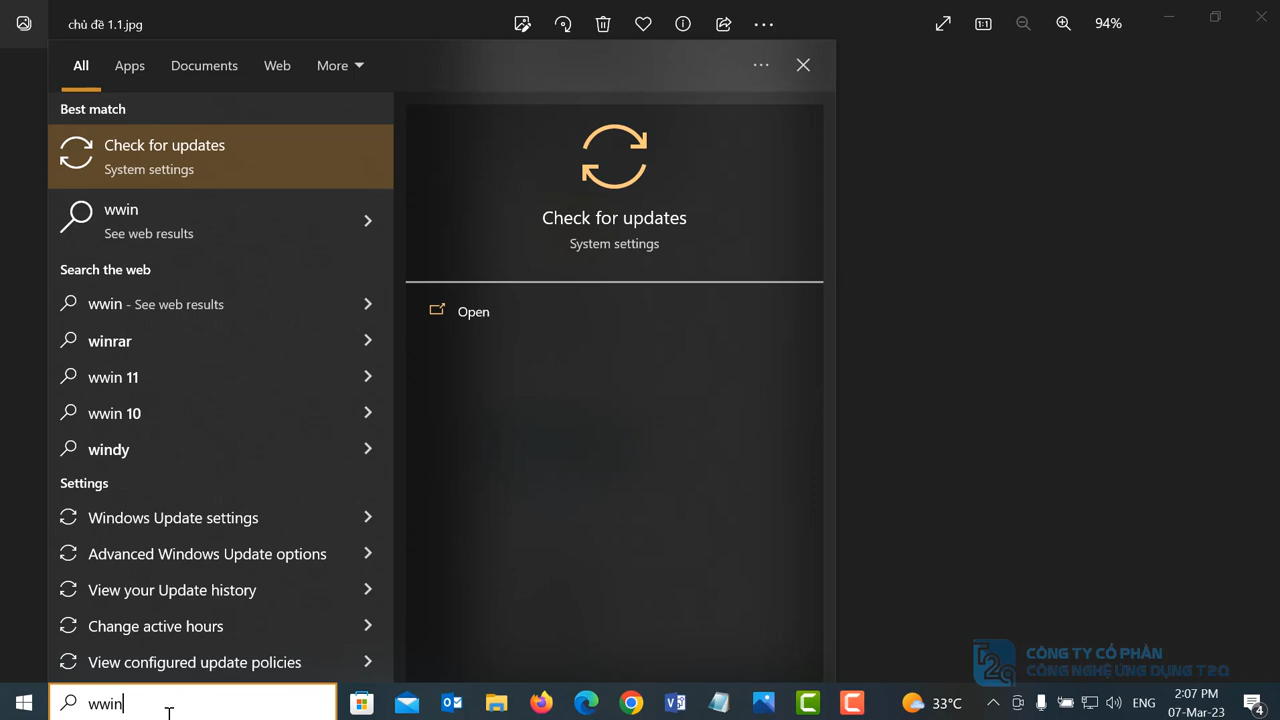 chủ đề 1.1.jpg
94%
All Apps Documents Web More
Best match
Check for updates
System settings
wwin
See web results
Search the web
wwin - See web results
winrar
wwin 11
wwin 10
windy
Settings
Windows Update settings
Advanced Windows Update options
View your Update history
Change active hours
View configured update policies
Check for updates
System settings
Open
CÔNG TY CỔ PHẦN
CÔNG NGHỆ ỨNG DỤNG T2Q
wwin
33°C
ENG
2:07 PM
07-Mar-23
4